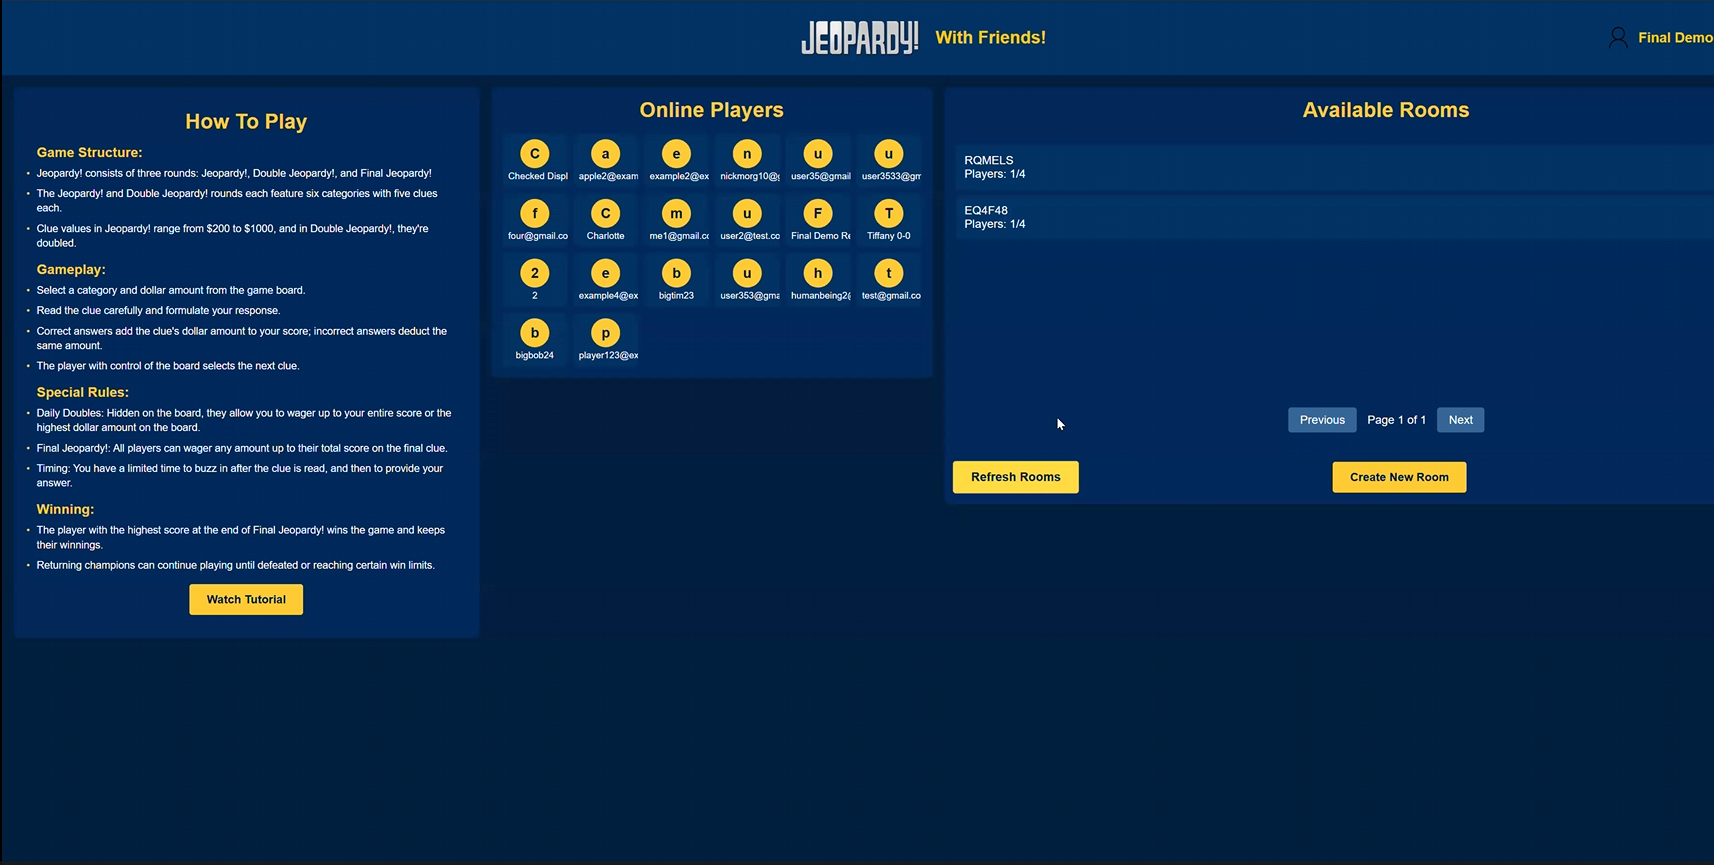 JEOPARDY! With Friends!
Final Demo
How To Play
Game Structure:
• Jeopardy! consists of three rounds: Jeopardy!, Double Jeopardy!, and Final Jeopardy!
• The Jeopardy! and Double Jeopardy! rounds each feature six categories with five clues
each.
• Clue values in Jeopardy! range from $200 to $1000, and in Double Jeopardy!, they're
doubled.
Gameplay:
• Select a category and dollar amount from the game board.
• Read the clue carefully and formulate your response.
• Correct answers add the clue's dollar amount to your score; incorrect answers deduct the
same amount.
• The player with control of the board selects the next clue.
Special Rules:
• Daily Doubles: Hidden on the board, they allow you to wager up to your entire score or the
highest dollar amount on the board.
• Final Jeopardy!: All players can wager any amount up to their total score on the final clue.
• Timing: You have a limited time to buzz in after the clue is read, and then to provide your
answer.
Winning:
• The player with the highest score at the end of Final Jeopardy! wins the game and keeps
their winnings.
• Returning champions can continue playing until defeated or reaching certain win limits.
Watch Tutorial
Online Players
C a e n u u
Checked Displ apple2@exam example2@ex nickmorg10@g user35@gmail user3533@gm
f C m u F T
four@gmail.co Charlotte me1@gmail.cc user2@test.co Final Demo Re Tiffany 0-0
2 e b u h t
2 example4@ex bigtim23 user353@gma humanbeing2@ test@gmail.co
b p
bigbob24 player123@ex
Available Rooms
RQMELS
Players: 1/4
EQ4F48
Players: 1/4
Previous Page 1 of 1 Next
Refresh Rooms Create New Room